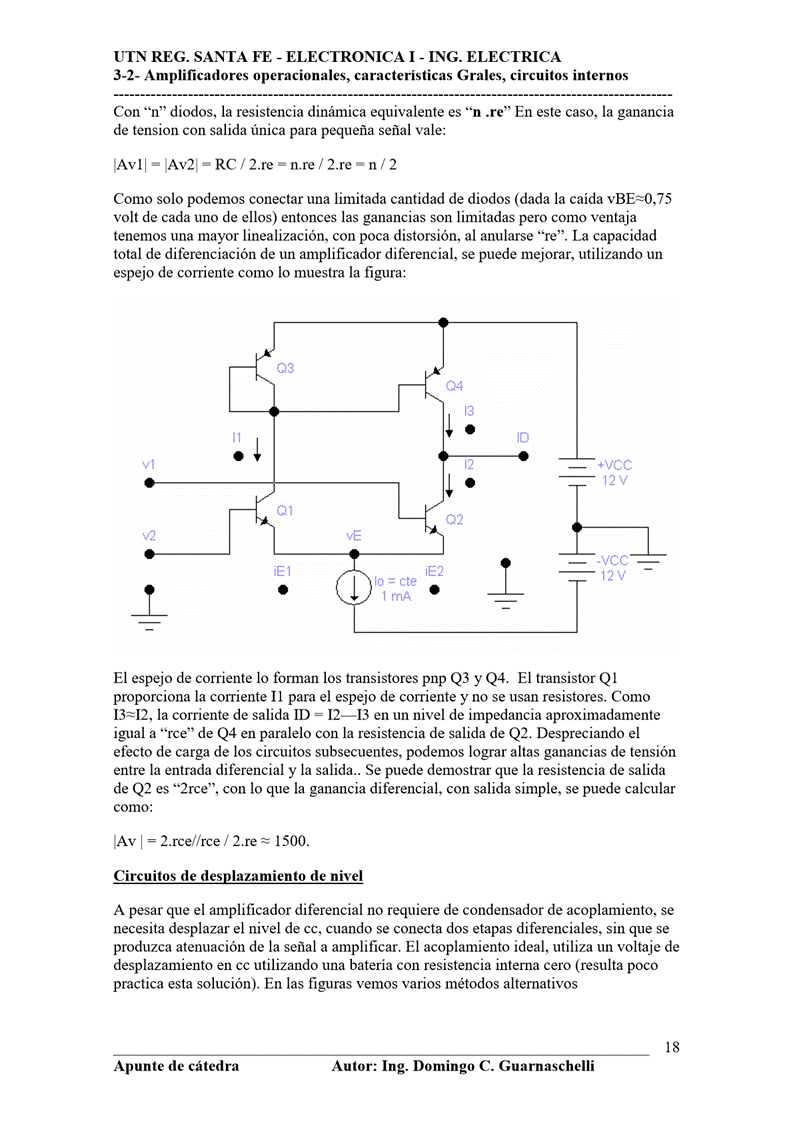 UTN REG. SANTA FE - ELECTRONICA I - ING. ELECTRICA
3-2- Amplificadores operacionales, características Grales, circuitos internos
------------------------------------------------------------------------------------------------------------
Con “n” diodos, la resistencia dinámica equivalente es “n .re” En este caso, la ganancia
de tension con salida única para pequeña señal vale:
|Av1| = |Av2| = RC / 2.re = n.re / 2.re = n / 2
Como solo podemos conectar una limitada cantidad de diodos (dada la caída vBE≈0,75
volt de cada uno de ellos) entonces las ganancias son limitadas pero como ventaja
tenemos una mayor linealización, con poca distorsión, al anularse “re”. La capacidad
total de diferenciación de un amplificador diferencial, se puede mejorar, utilizando un
espejo de corriente como lo muestra la figura:
Q3
Q4
I3
I1
ID
v1
I2
+VCC
12 V
Q1
Q2
v2
vE
-VCC
12 V
iE1
Io = cte
1 mA
iE2
El espejo de corriente lo forman los transistores pnp Q3 y Q4. El transistor Q1
proporciona la corriente I1 para el espejo de corriente y no se usan resistores. Como
I3≈I2, la corriente de salida ID = I2—I3 en un nivel de impedancia aproximadamente
igual a “rce” de Q4 en paralelo con la resistencia de salida de Q2. Despreciando el
efecto de carga de los circuitos subsecuentes, podemos lograr altas ganancias de tensión
entre la entrada diferencial y la salida.. Se puede demostrar que la resistencia de salida
de Q2 es “2rce”, con lo que la ganancia diferencial, con salida simple, se puede calcular
como:
|Av | = 2.rce//rce / 2.re ≈ 1500.
Circuitos de desplazamiento de nivel
A pesar que el amplificador diferencial no requiere de condensador de acoplamiento, se
necesita desplazar el nivel de cc, cuando se conecta dos etapas diferenciales, sin que se
produzca atenuación de la señal a amplificar. El acoplamiento ideal, utiliza un voltaje de
desplazamiento en cc utilizando una batería con resistencia interna cero (resulta poco
practica esta solución). En las figuras vemos varios métodos alternativos
18
Apunte de cátedra Autor: Ing. Domingo C. Guarnaschelli